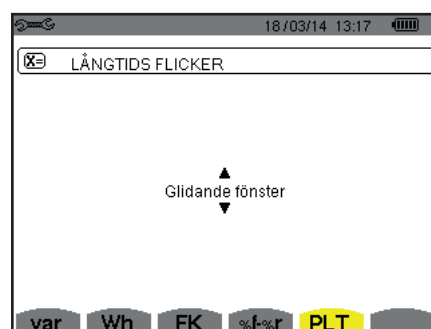 18/03/14 13:17
X= LÅNGTIDS FLICKER
Glidande fönster
var Wh FK %f-%r PLT